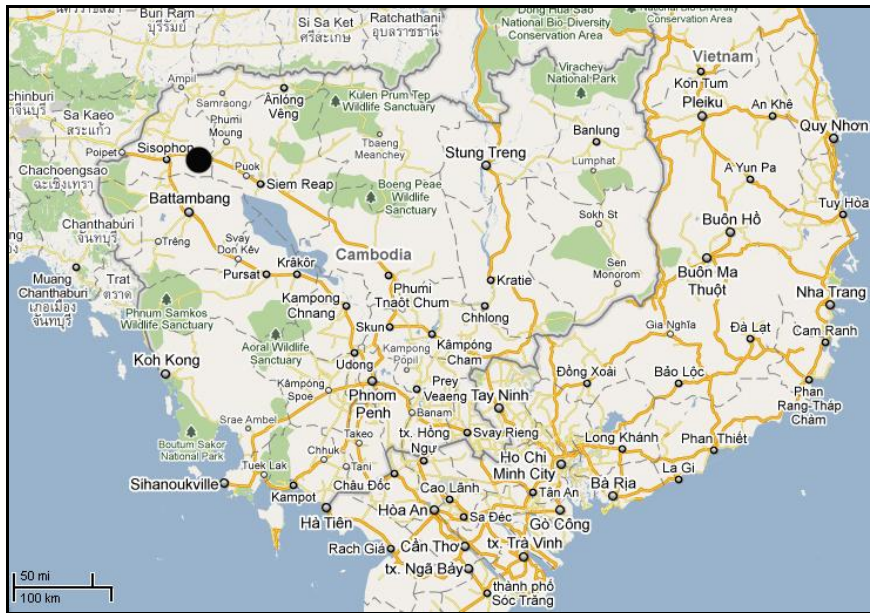 Buri Ram
บุรีรัมย์
Si Sa Ket
ศรีสะเกษ
Ratchathani
อุบลราชธานี
Dong Hua Sao
National Bio-Diversity
Conservation Area
Conservation Area
Vietnam
Virachey
National Park
Kon Tum
Pleiku
An Khê
Quy Nhơn
Ampil
Samraong
Ânlóng
Vêng
Kulen Prum Tep
Wildlife Sanctuary
Phumi
Moung
Tbaeng
Meanchey
Stung Treng
Banlung
Lumphat
chinburi
Sa Kaeo
สระแก้ว
Poipet
Sisophon
Puok
Siem Reap
Chachoengsao
ฉะเชิงเทรา
Battambang
Boeng Peae
Wildlife
Sanctuary
A Yun Pa
Tuy Hòa
Buôn Hồ
Sokh St
Chanthaburi
จันทบุรี
Trêng
Svay
Don Kêv
Cambodia
Krâkôr
Pursat
Sen
Monorom
Buôn Ma
Thuột
Muang
Chanthaburi
เมือง
จันทบุรี
Trat
ตราด
Phnum Samkos
Wildlife Sanctuary
Kampong
Chnang
Phumi
Tnaôt Chum
Kratie
Chhlong
Nha Trang
Gia Nghĩa
Đà Lạt
Cam Ranh
Skun
Kâmpóng
Cham
Aoral Wildlife
Sanctuary
Udong
Kampong
Popil
Koh Kong
Kâmpóng
Spoe
Phnom
Penh
Prey
Veaeng
Banam
Tay Ninh
Đồng Xoài
Bảo Lộc
Phan
Rang-Tháp
Chàm
Srae Ambel
Boutum Sakor
National Park
Chhuk
Takeo
Tani
tx. Hồng
Ngự
Svay Rieng
Long Khánh
Phan Thiết
Ho Chi
Minh City
La Gi
Sihanoukville
Tuek Lak
Kampot
Châu Đốc
Cao Lãnh
Tân An
Bà Rịa
Hà Tiên
Hòa An
Sa Đéc
Gò Công
Rach Giá
Cần Thơ
tx. Trà Vinh
tx. Ngã Bảy
thành phố
Sóc Trăng
50 mi
100 km